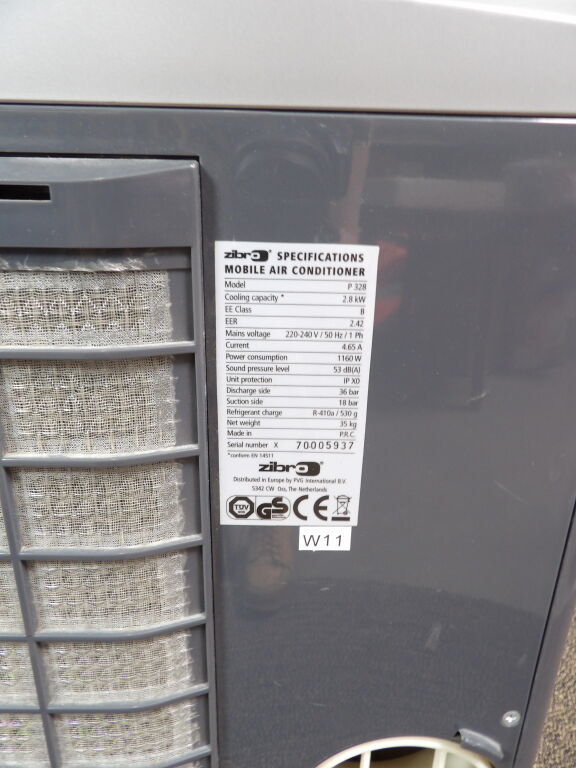 zibro SPECIFICATIONS
MOBILE AIR CONDITIONER
Model P 328
Cooling capacity * 2.8 kW
EE Class B
EER 2.42
Mains voltage 220-240 V / 50 Hz / 1 Ph
Current 4.65 A
Power consumption 1160 W
Sound pressure level 53 dB(A)
Unit protection IP X0
Discharge side 36 bar
Suction side 18 bar
Refrigerant charge R-410a / 530 g
Net weight 35 kg
Made in P.R.C.
Serial number X 70005937
*conform EN 14511
zibro
Distributed in Europe by PVG International B.V.
5342 CW Oss, The Netherlands
TÜV GS CE
W11